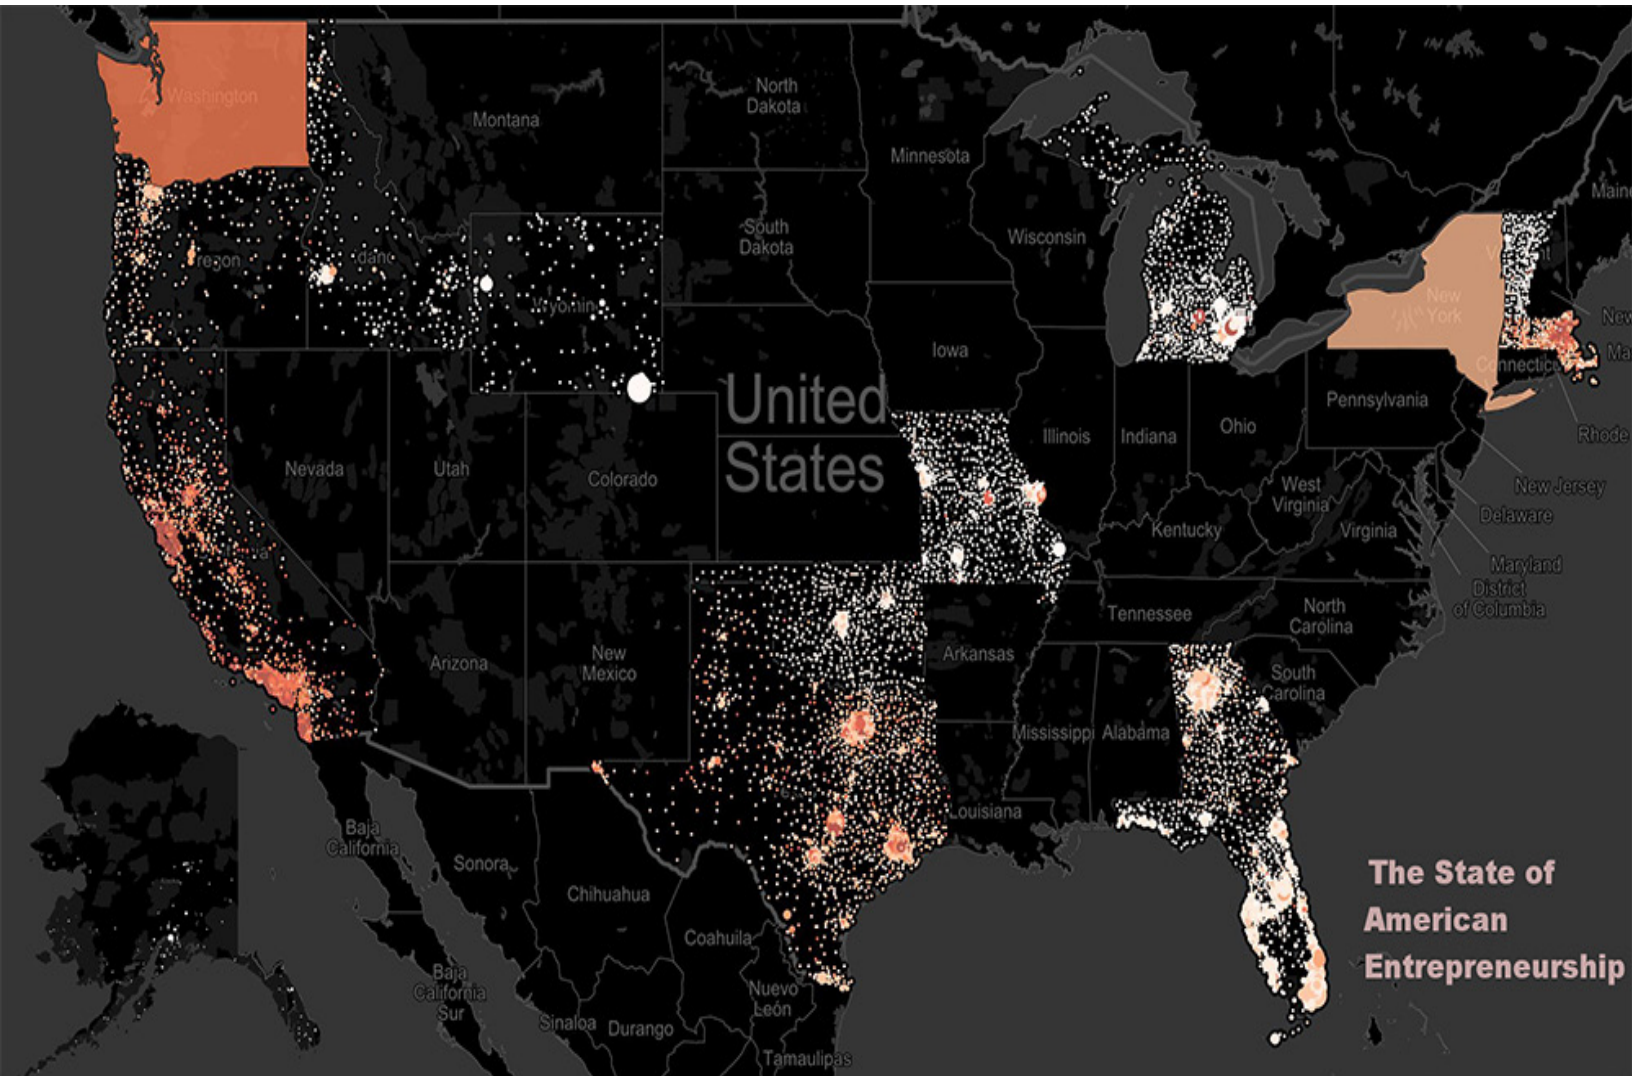 Washington
Montana
North
Dakota
Minnesota
Maine
South
Dakota
Wisconsin
Wyoming
New
York
Iowa
United
States
Connecticut
Pennsylvania
Illinois
Indiana
Ohio
Nevada
Utah
Colorado
Rhode
West
Virginia
New Jersey
Delaware
Kentucky
Virginia
Maryland
District
of Columbia
Tennessee
North
Carolina
Arizona
New
Mexico
Arkansas
South
Carolina
Mississippi
Alabama
Louisiana
Baja
California
Sonora
Chihuahua
Coahuila
Baja
California
Sur
Nuevo
León
Sinaloa
Durango
Tamaulipas
The State of
American
Entrepreneurship